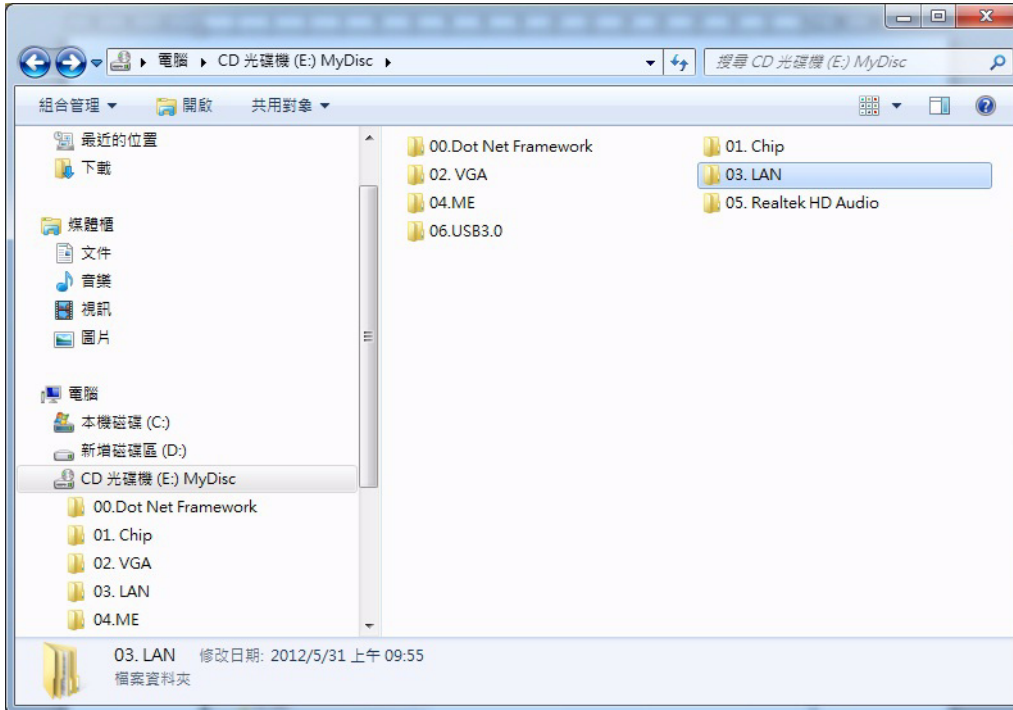 電腦 ▸ CD 光碟機 (E:) MyDisc ▸
搜尋 CD 光碟機 (E:) MyDisc
組合管理 開啟 共用對象
最近的位置
下載
媒體櫃
文件
音樂
視訊
圖片
電腦
本機磁碟 (C:)
新增磁碟區 (D:)
CD 光碟機 (E:) MyDisc
00.Dot Net Framework
01. Chip
02. VGA
03. LAN
04.ME
00.Dot Net Framework
01. Chip
02. VGA
03. LAN
04.ME
05. Realtek HD Audio
06.USB3.0
03. LAN 修改日期: 2012/5/31 上午 09:55
檔案資料夾